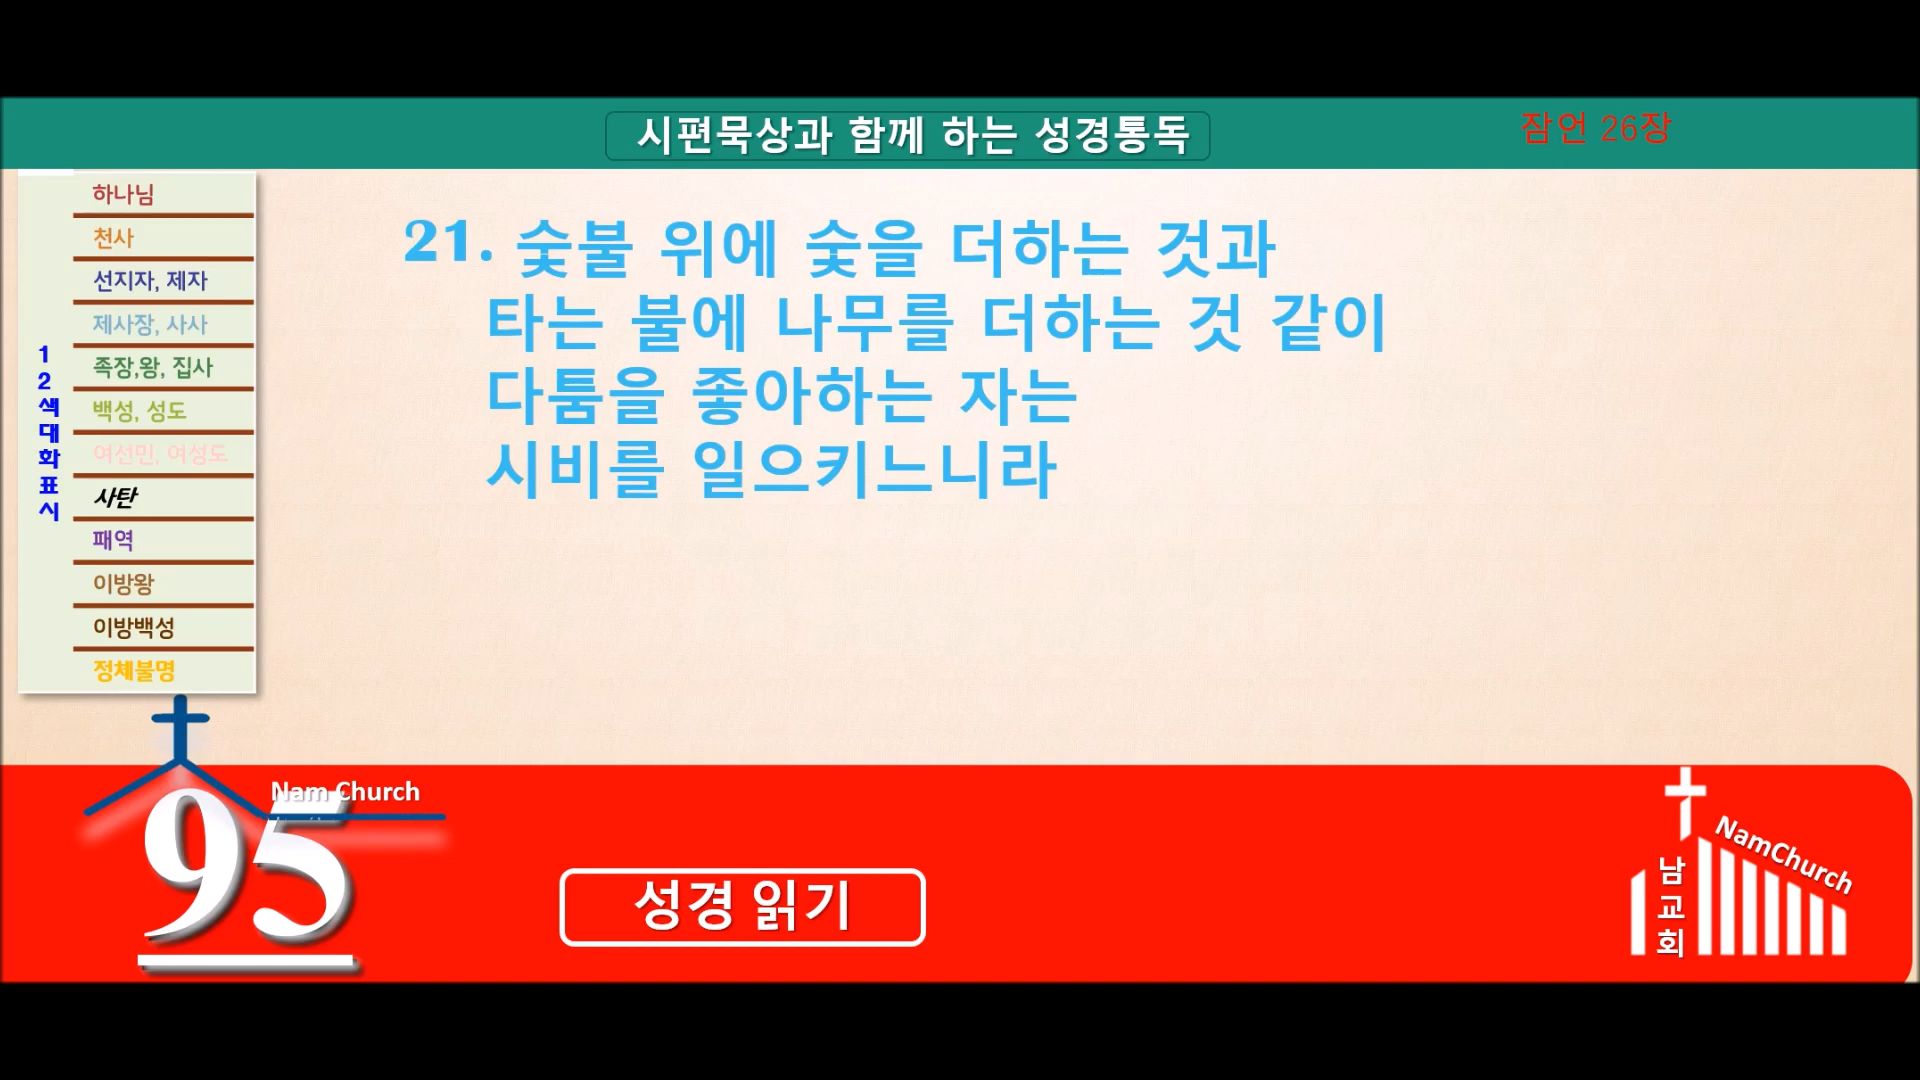 시편묵상과 함께 하는 성경통독
잠언 26장
하나님
천사
선지자, 제자
제사장, 사사
족장,왕, 집사
백성, 성도
여선민, 여성도
사탄
패역
이방왕
이방백성
정체불명
12색대화표시
21. 숯불 위에 숯을 더하는 것과
타는 불에 나무를 더하는 것 같이
다툼을 좋아하는 자는
시비를 일으키느니라
Nam Church
95
성경 읽기
NamChurch
남교회